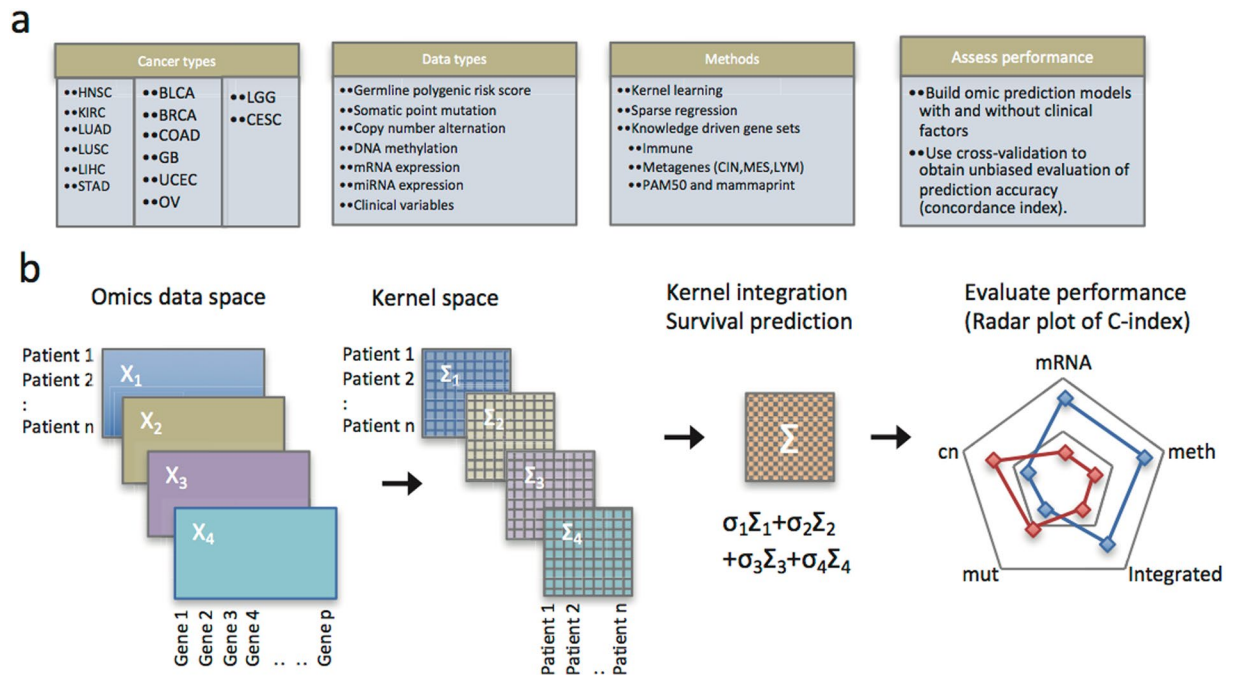 a
Cancer types
••HNSC
••KIRC
••LUAD
••LUSC
••LIHC
••STAD
••BLCA
••BRCA
••COAD
••GB
••UCEC
••OV
••LGG
••CESC
Data types
••Germline polygenic risk score
••Somatic point mutation
••Copy number alternation
••DNA methylation
••mRNA expression
••miRNA expression
••Clinical variables
Methods
••Kernel learning
••Sparse regression
••Knowledge driven gene sets
••Immune
••Metagenes (CIN,MES,LYM)
••PAM50 and mammaprint
Assess performance
••Build omic prediction models
with and without clinical
factors
••Use cross-validation to
obtain unbiased evaluation of
prediction accuracy
(concordance index).
b
Omics data space
Patient 1
Patient 2
:
Patient n
X₁
X₂
X₃
X₄
Gene 1
Gene 2
Gene 3
Gene 4
:
:
Gene p
Kernel space
Patient 1
Patient 2
:
Patient n
Σ₁
Σ₂
Σ₃
Σ₄
Patient 1
Patient 2
:
Patient n
Kernel integration
Survival prediction
Σ
σ₁Σ₁+σ₂Σ₂
+σ₃Σ₃+σ₄Σ₄
Evaluate performance
(Radar plot of C-index)
mRNA
cn
meth
mut
Integrated